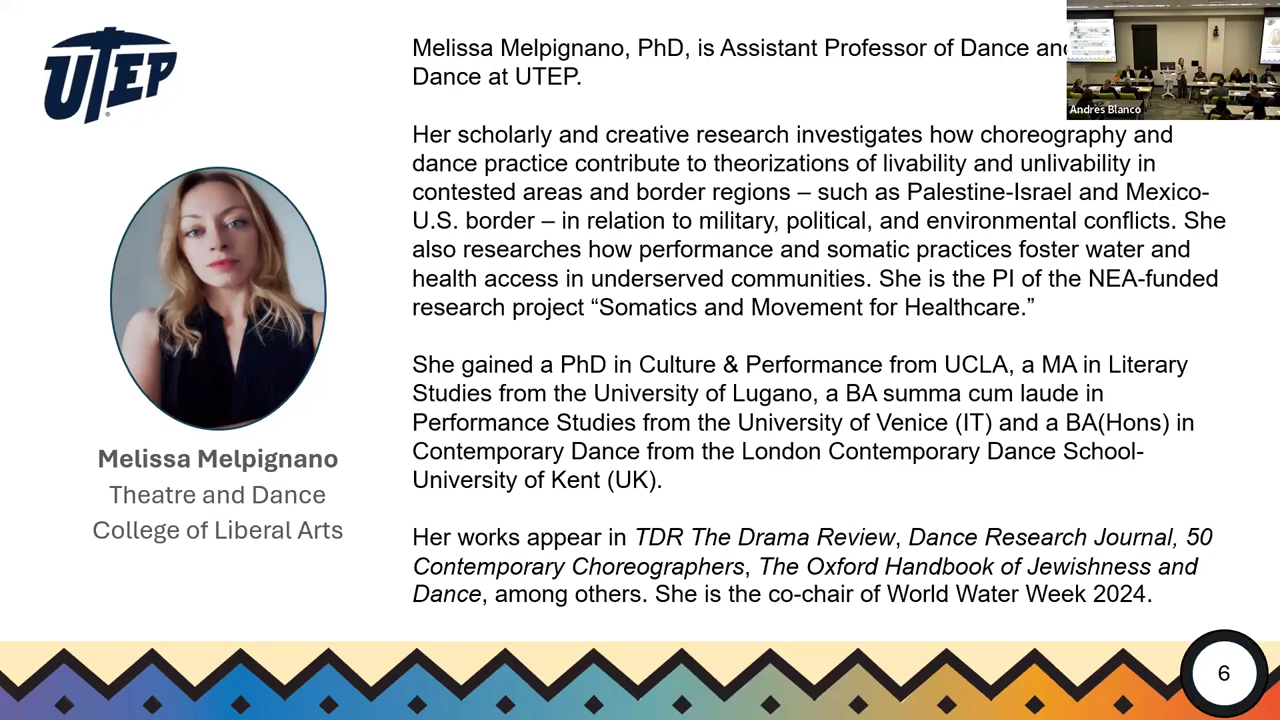 UTEP
Melissa Melpignano, PhD, is Assistant Professor of Dance and
Dance at UTEP.
Andres Blanco
Her scholarly and creative research investigates how choreography and
dance practice contribute to theorizations of livability and unlivability in
contested areas and border regions – such as Palestine-Israel and Mexico-
U.S. border – in relation to military, political, and environmental conflicts. She
also researches how performance and somatic practices foster water and
health access in underserved communities. She is the PI of the NEA-funded
research project “Somatics and Movement for Healthcare.”
She gained a PhD in Culture & Performance from UCLA, a MA in Literary
Studies from the University of Lugano, a BA summa cum laude in
Performance Studies from the University of Venice (IT) and a BA(Hons) in
Contemporary Dance from the London Contemporary Dance School-
University of Kent (UK).
Her works appear in TDR The Drama Review, Dance Research Journal, 50
Contemporary Choreographers, The Oxford Handbook of Jewishness and
Dance, among others. She is the co-chair of World Water Week 2024.
Melissa Melpignano
Theatre and Dance
College of Liberal Arts
6